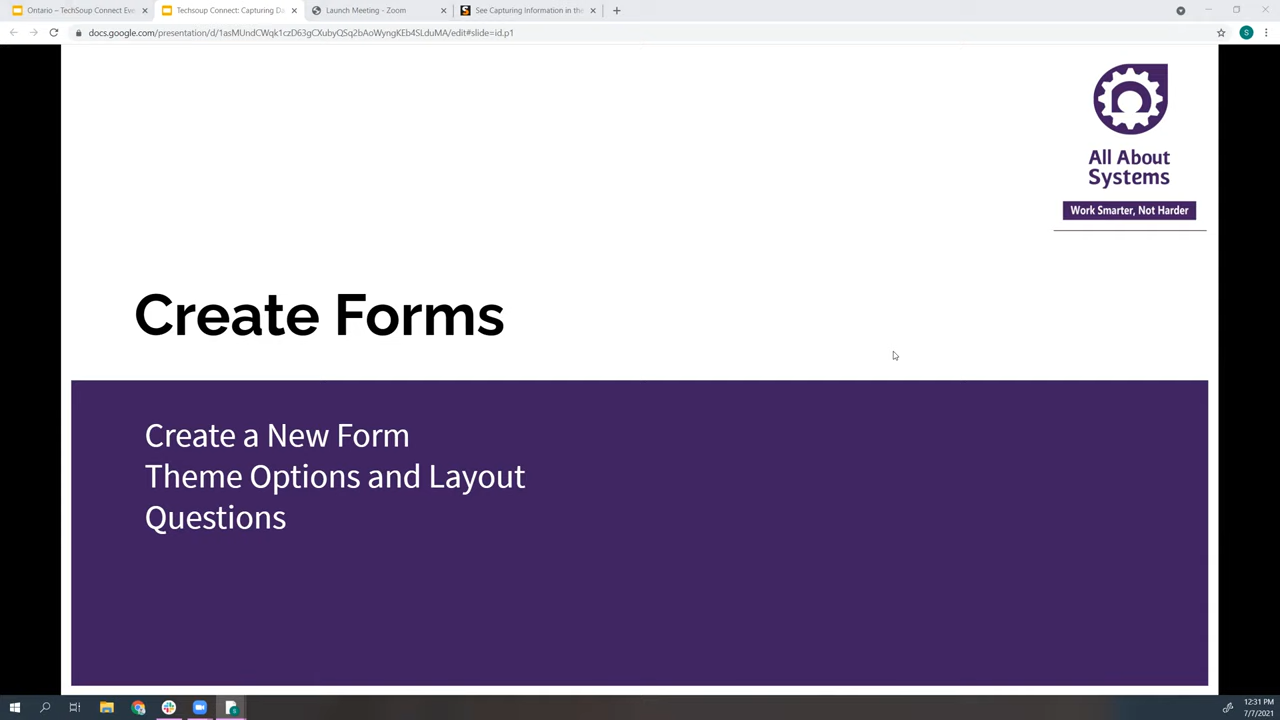 Ontario – TechSoup Connect Eve
Techsoup Connect: Capturing Da
Launch Meeting - Zoom
See Capturing Information in the
docs.google.com/presentation/d/1asMUndCWqk1czD63gCXubyQSq2bAoWyngKEb4SLduMA/edit#slide=id.p1
S
All About
Systems
Work Smarter, Not Harder
Create Forms
Create a New Form
Theme Options and Layout
Questions
12:31 PM
7/7/2021